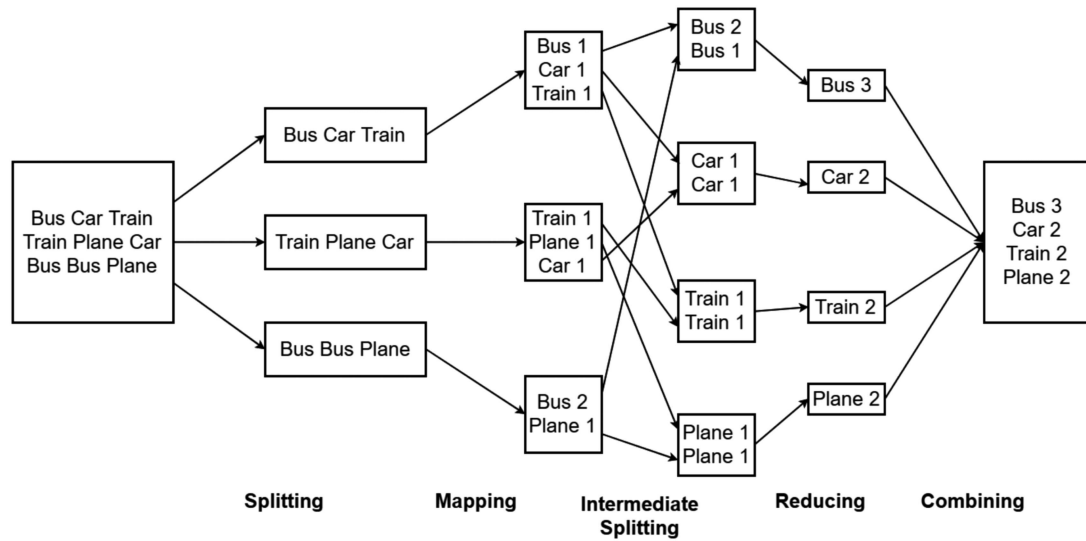 Bus Car Train
Train Plane Car
Bus Bus Plane
Bus Car Train
Train Plane Car
Bus Bus Plane
Bus 1
Car 1
Train 1
Train 1
Plane 1
Car 1
Bus 2
Plane 1
Bus 2
Bus 1
Car 1
Car 1
Train 1
Train 1
Plane 1
Plane 1
Bus 3
Car 2
Train 2
Plane 2
Bus 3
Car 2
Train 2
Plane 2
Splitting
Mapping
Intermediate
Splitting
Reducing
Combining